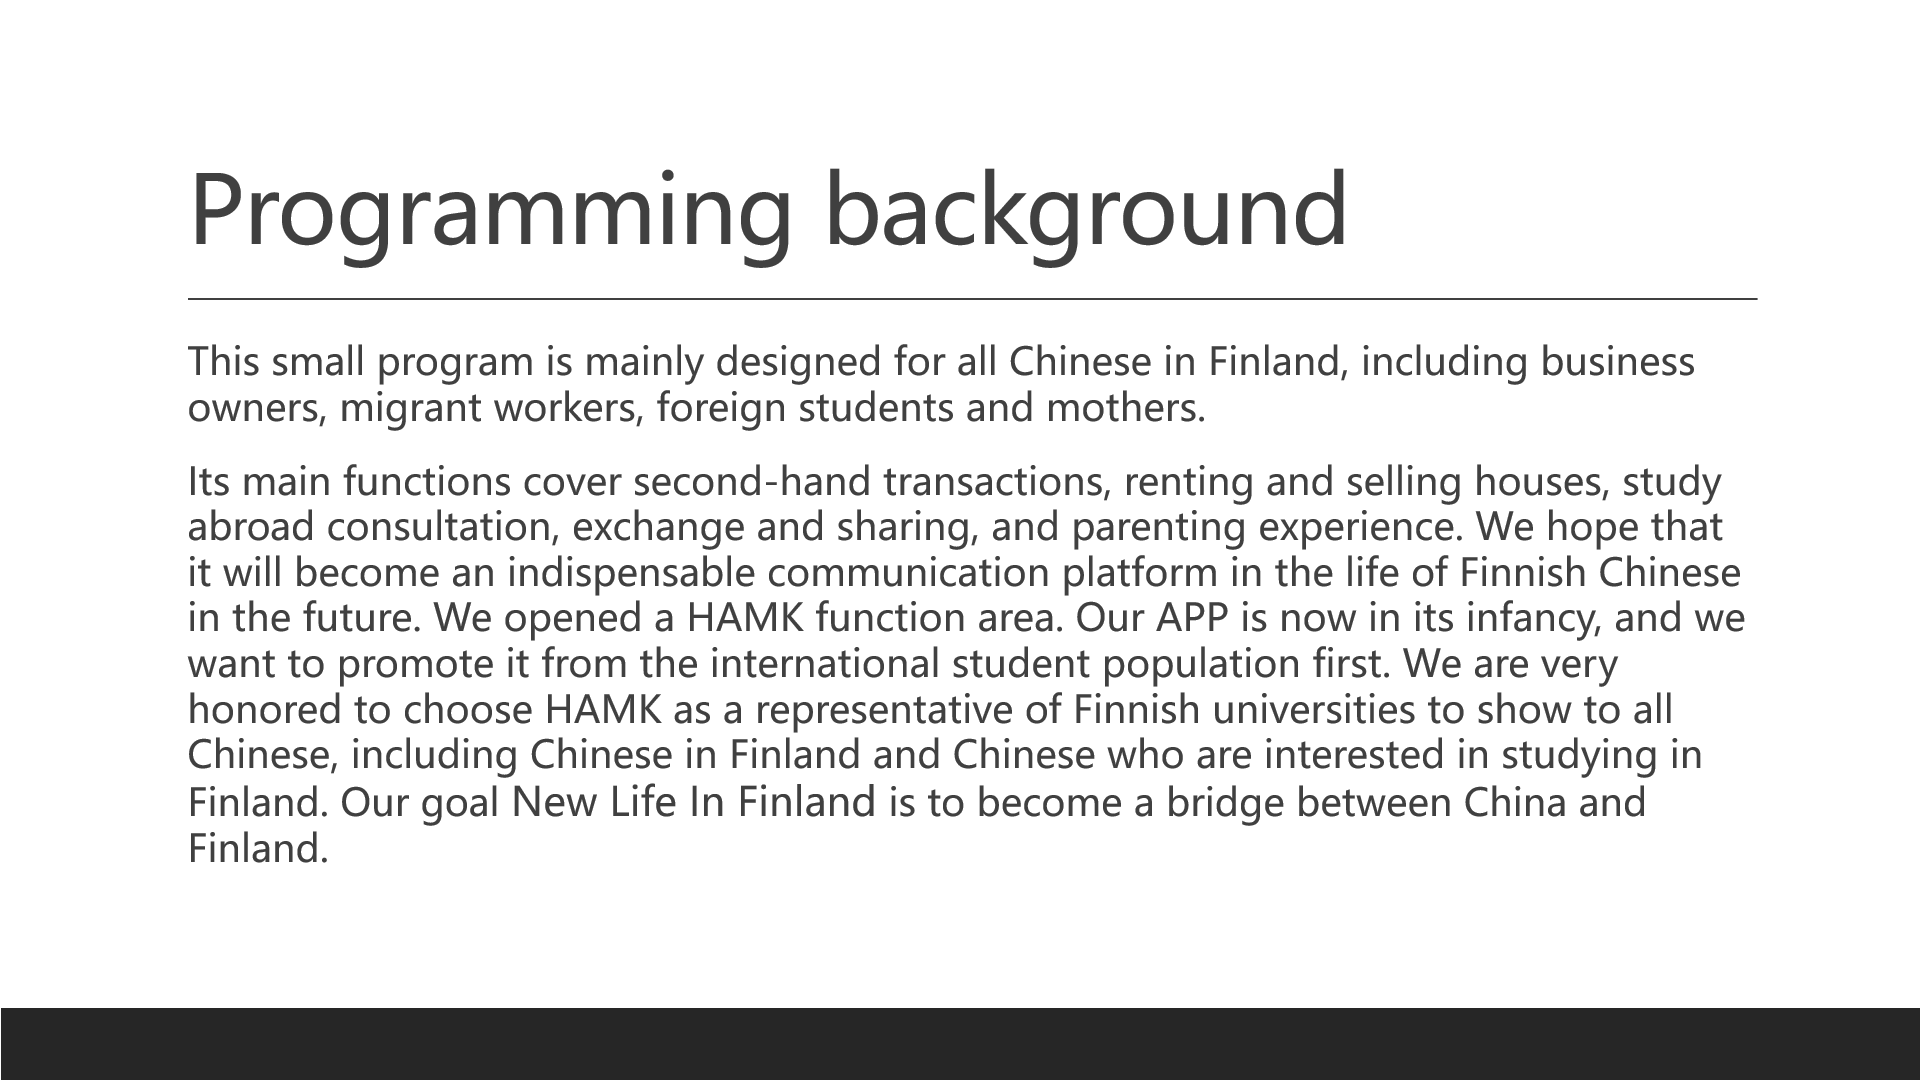 Programming background
This small program is mainly designed for all Chinese in Finland, including business
owners, migrant workers, foreign students and mothers.
Its main functions cover second-hand transactions, renting and selling houses, study
abroad consultation, exchange and sharing, and parenting experience. We hope that
it will become an indispensable communication platform in the life of Finnish Chinese
in the future. We opened a HAMK function area. Our APP is now in its infancy, and we
want to promote it from the international student population first. We are very
honored to choose HAMK as a representative of Finnish universities to show to all
Chinese, including Chinese in Finland and Chinese who are interested in studying in
Finland. Our goal New Life In Finland is to become a bridge between China and
Finland.